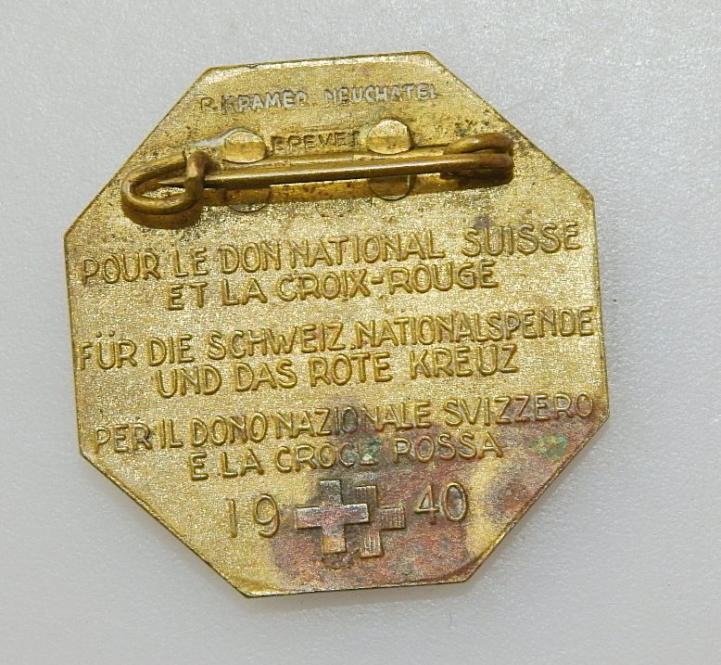 P. KRAMER NEUCHATEL
BREVET
POUR LE DON NATIONAL SUISSE
ET LA CROIX-ROUGE
FÜR DIE SCHWEIZ. NATIONALSPENDE
UND DAS ROTE KREUZ
PER IL DONO NAZIONALE SVIZZERO
E LA CROCE ROSSA
19 40